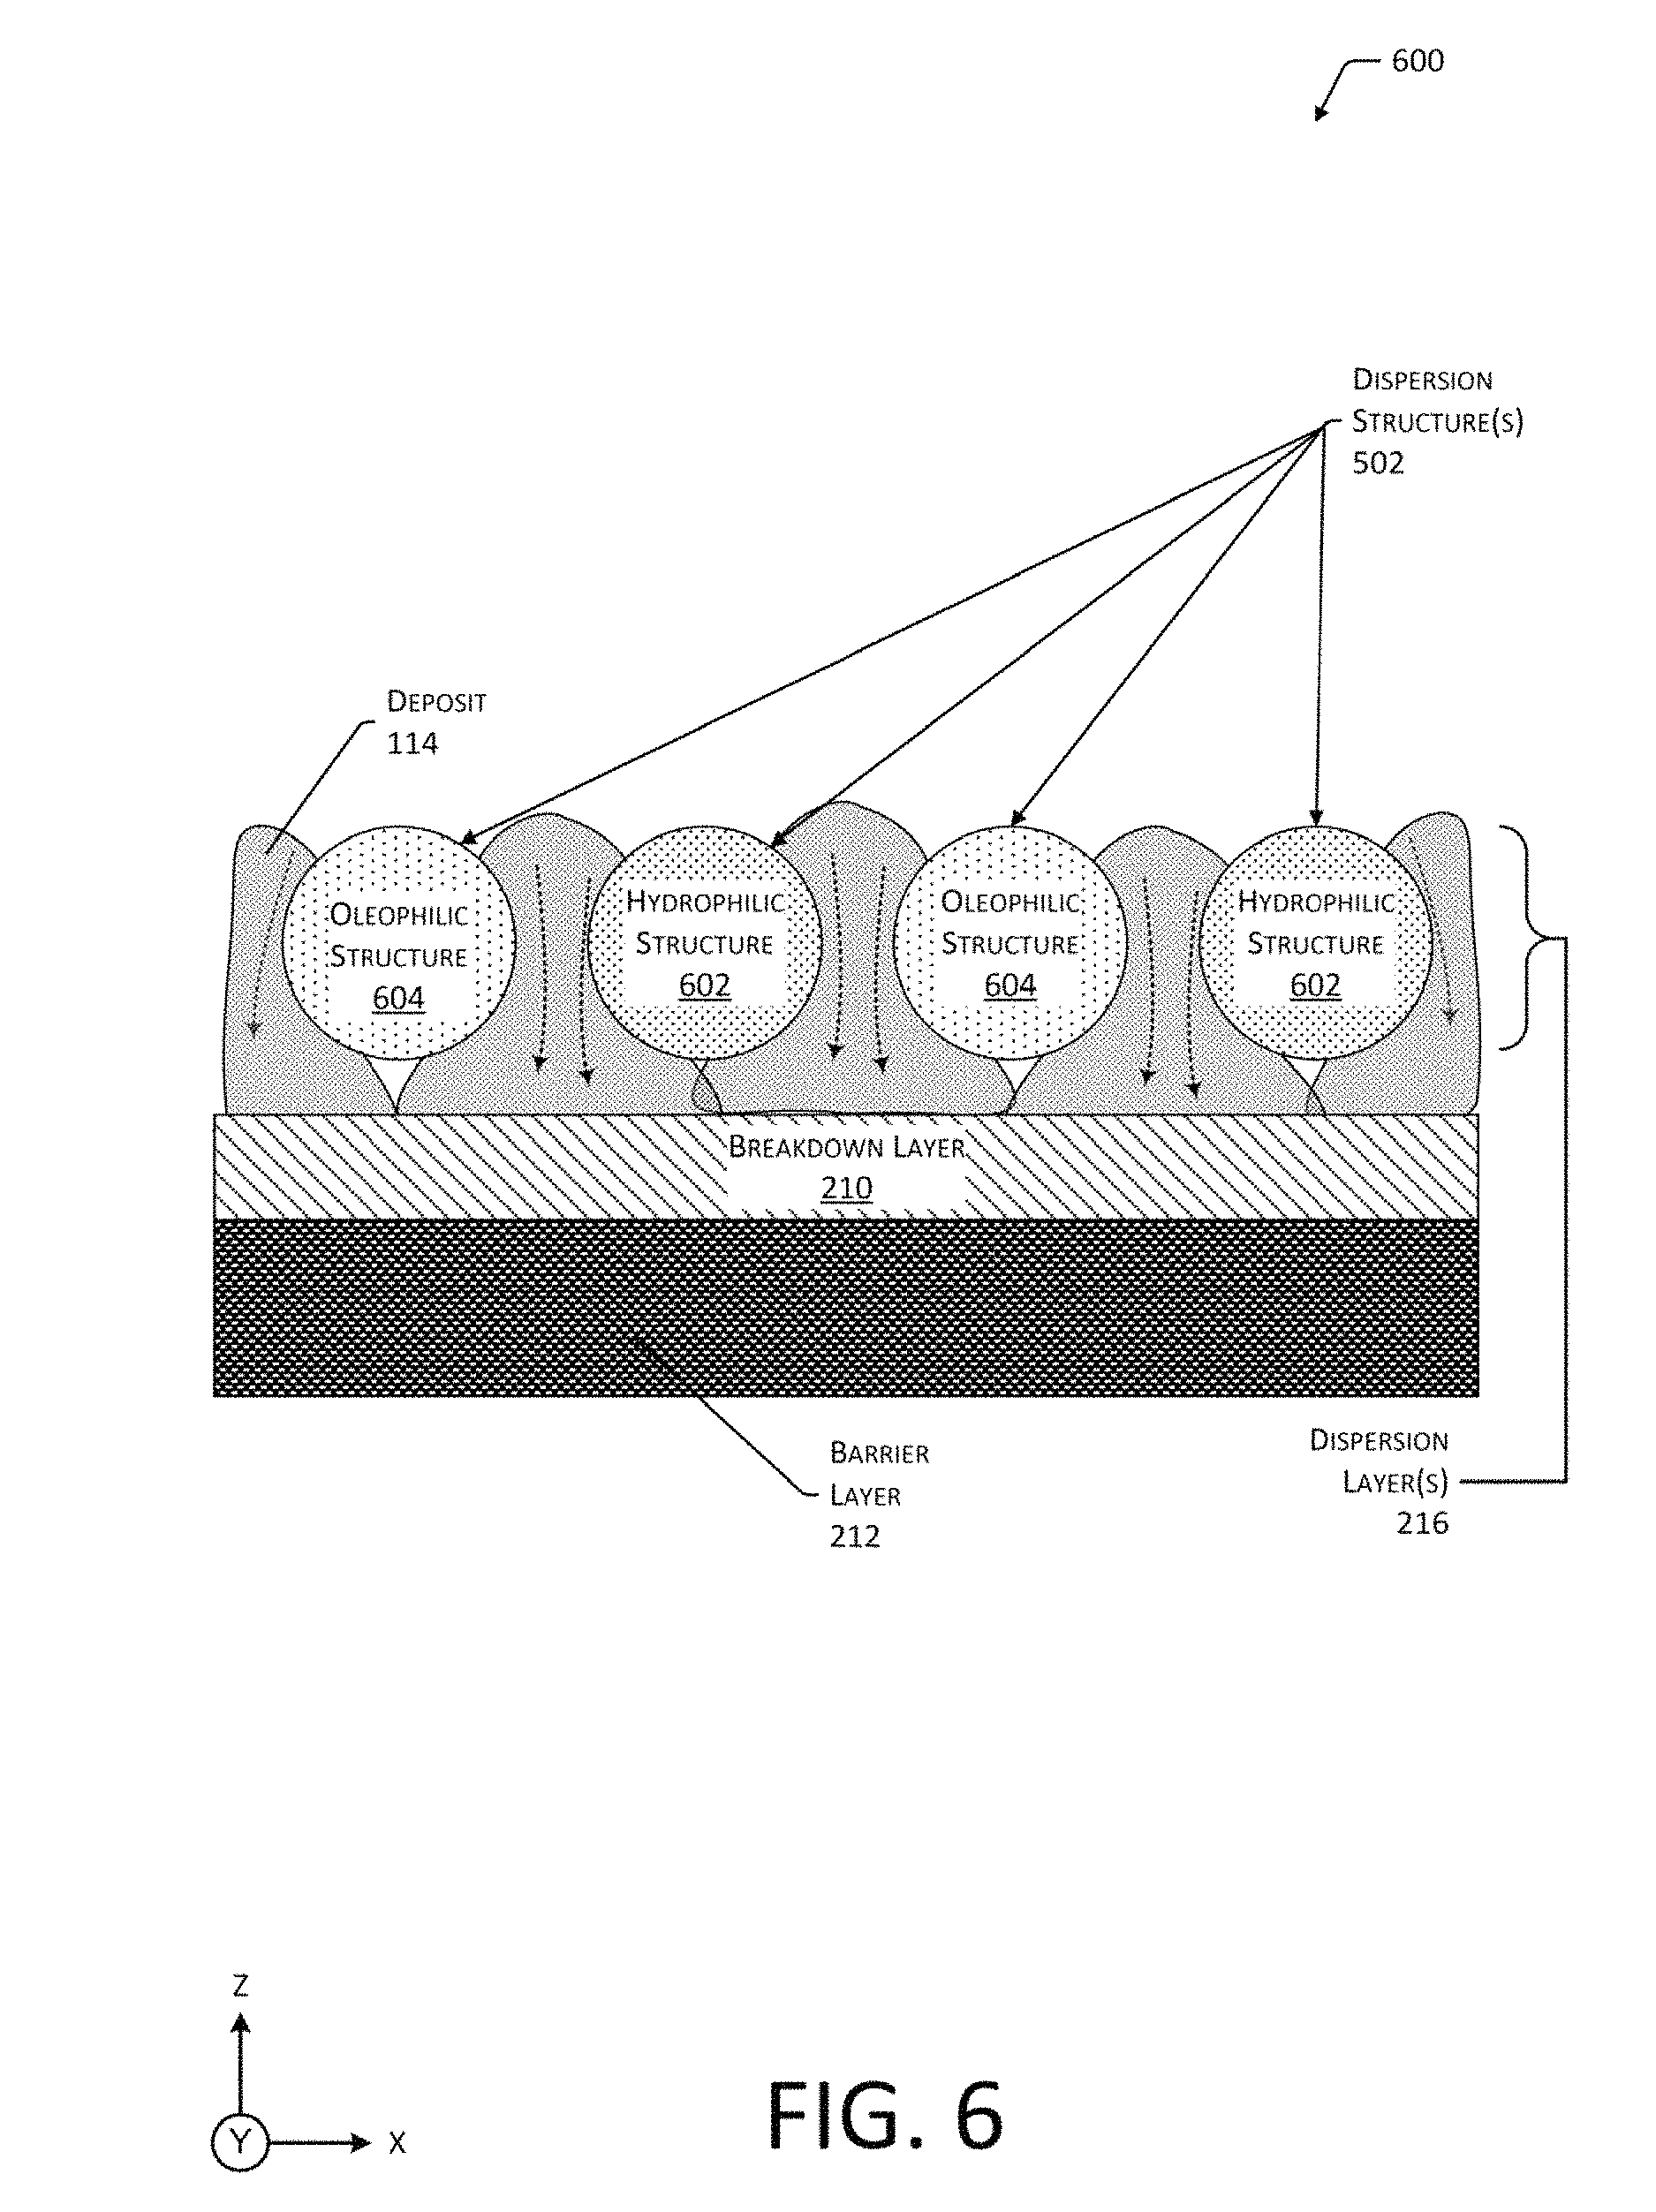 600
DISPERSION
STRUCTURE(S)
502
DEPOSIT
114
OLEOPHILIC
STRUCTURE
604
HYDROPHILIC
STRUCTURE
602
OLEOPHILIC
STRUCTURE
604
HYDROPHILIC
STRUCTURE
602
BREAKDOWN LAYER
210
BARRIER
LAYER
212
DISPERSION
LAYER(S)
216
Z
Y
X
FIG. 6